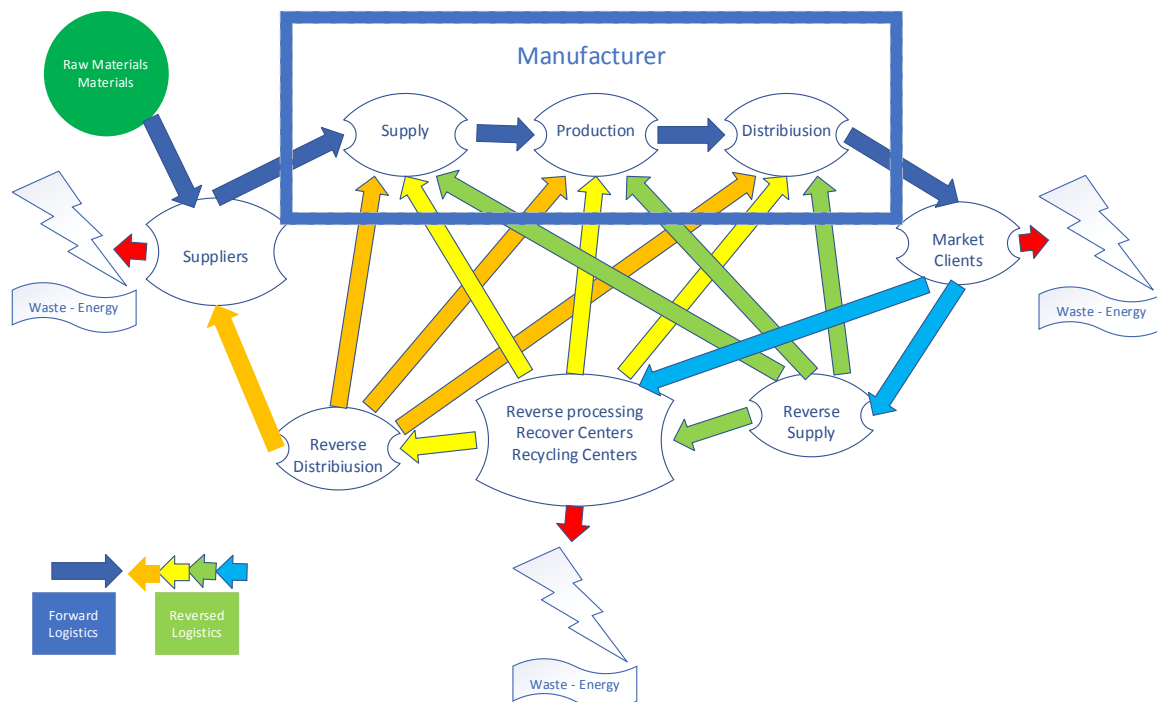 Manufacturer
Raw Materials
Materials
Supply
Production
Distribiusion
Suppliers
Market
Clients
Waste - Energy
Waste - Energy
Reverse processing
Recover Centers
Recycling Centers
Reverse
Supply
Reverse
Distribiusion
Forward
Logistics
Reversed
Logistics
Waste - Energy